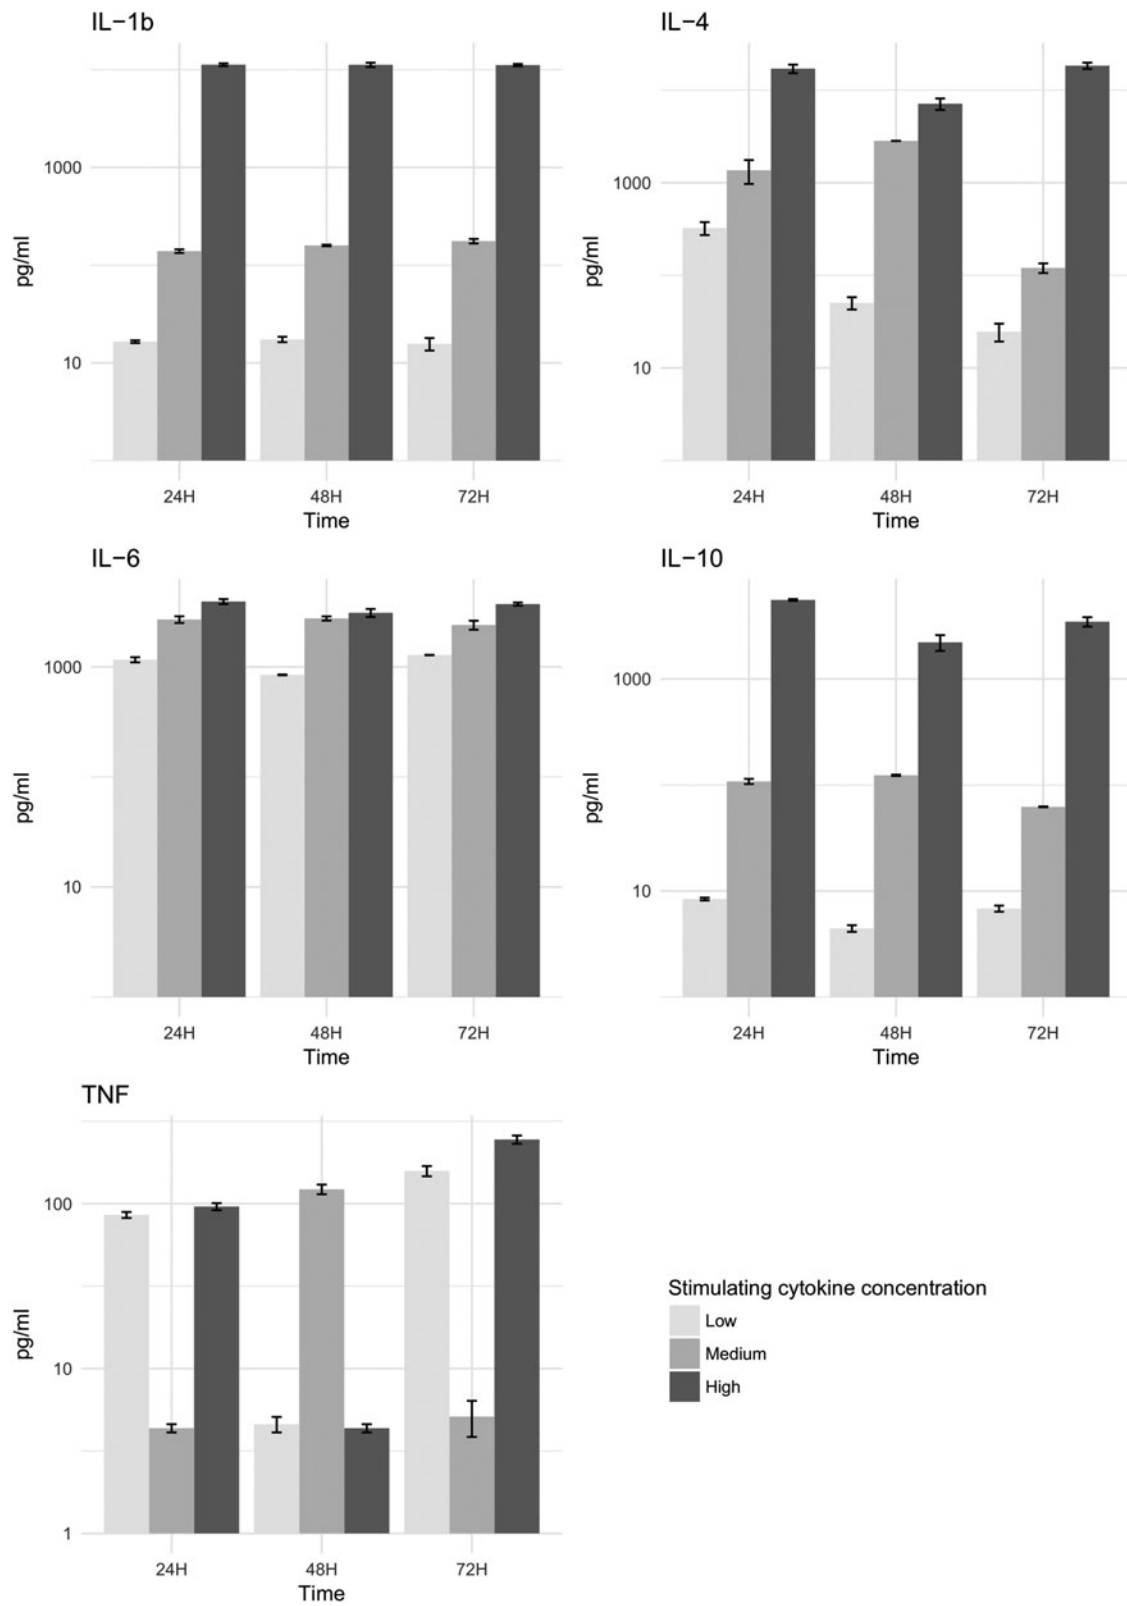 IL−1b
pg/ml
1000
10
24H 48H 72H
Time
IL−4
pg/ml
1000
10
24H 48H 72H
Time
IL−6
pg/ml
1000
10
24H 48H 72H
Time
IL−10
pg/ml
1000
10
24H 48H 72H
Time
TNF
pg/ml
100
10
1
24H 48H 72H
Time
Stimulating cytokine concentration
Low
Medium
High